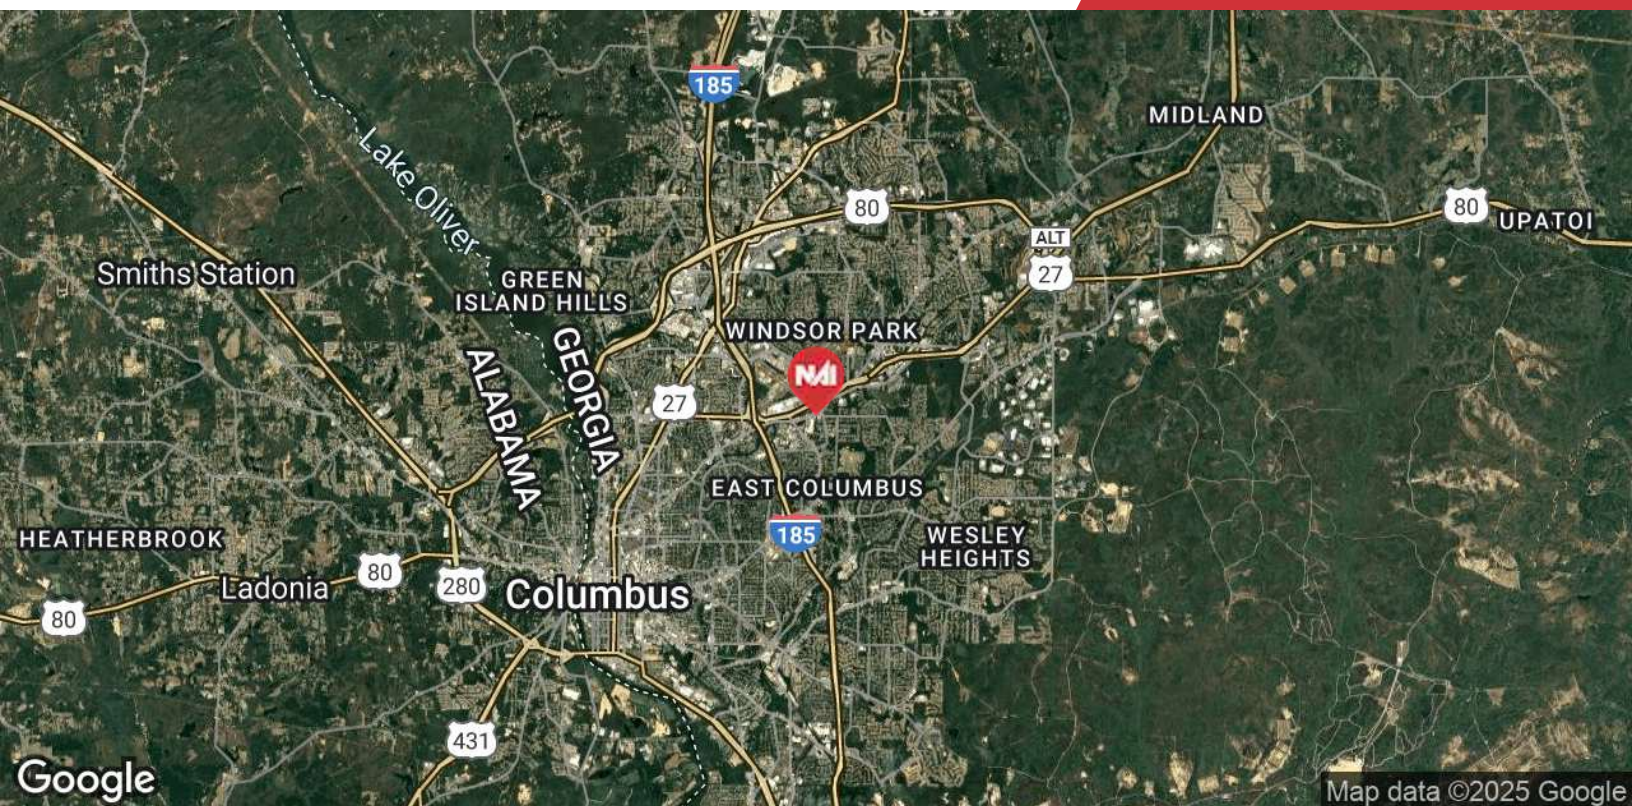 185
MIDLAND
Lake Oliver
80
80
UPATOI
ALT
27
Smiths Station
GREEN
ISLAND HILLS
WINDSOR PARK
GEORGIA
ALABAMA
NAI
27
EAST COLUMBUS
185
WESLEY
HEIGHTS
HEATHERBROOK
80
280
Ladonia
Columbus
80
431
Google
Map data ©2025 Google